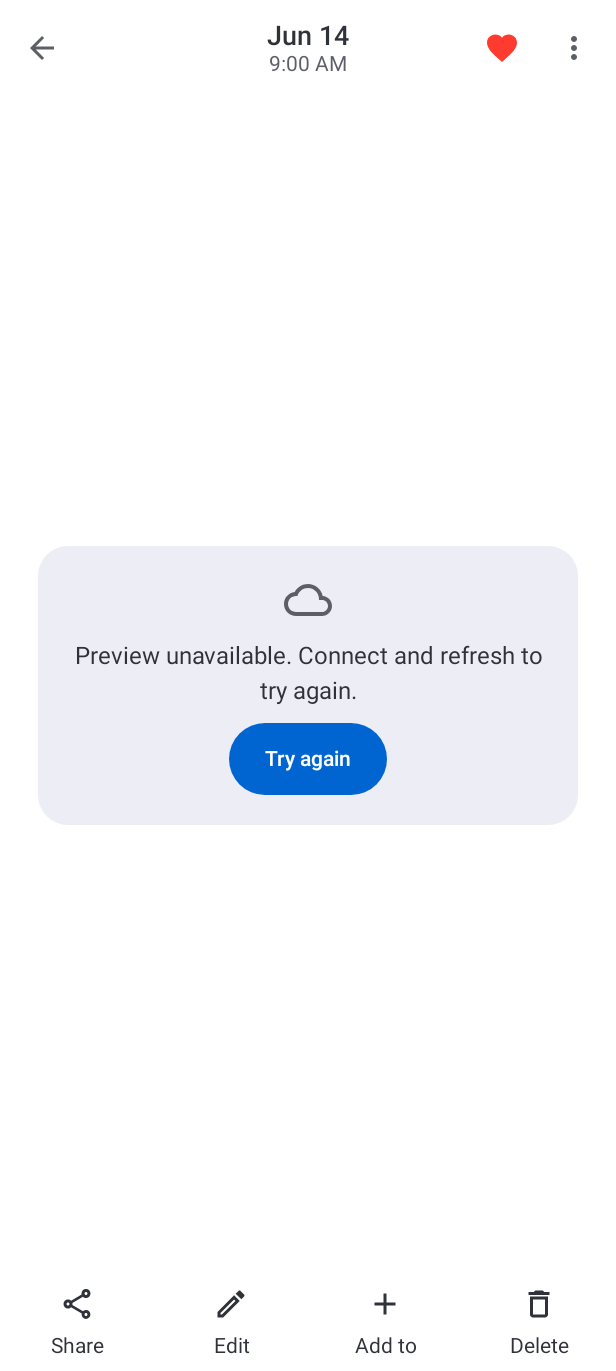 Jun 14
9:00 AM
Preview unavailable. Connect and refresh to
try again.
Try again
Share
Edit
Add to
Delete